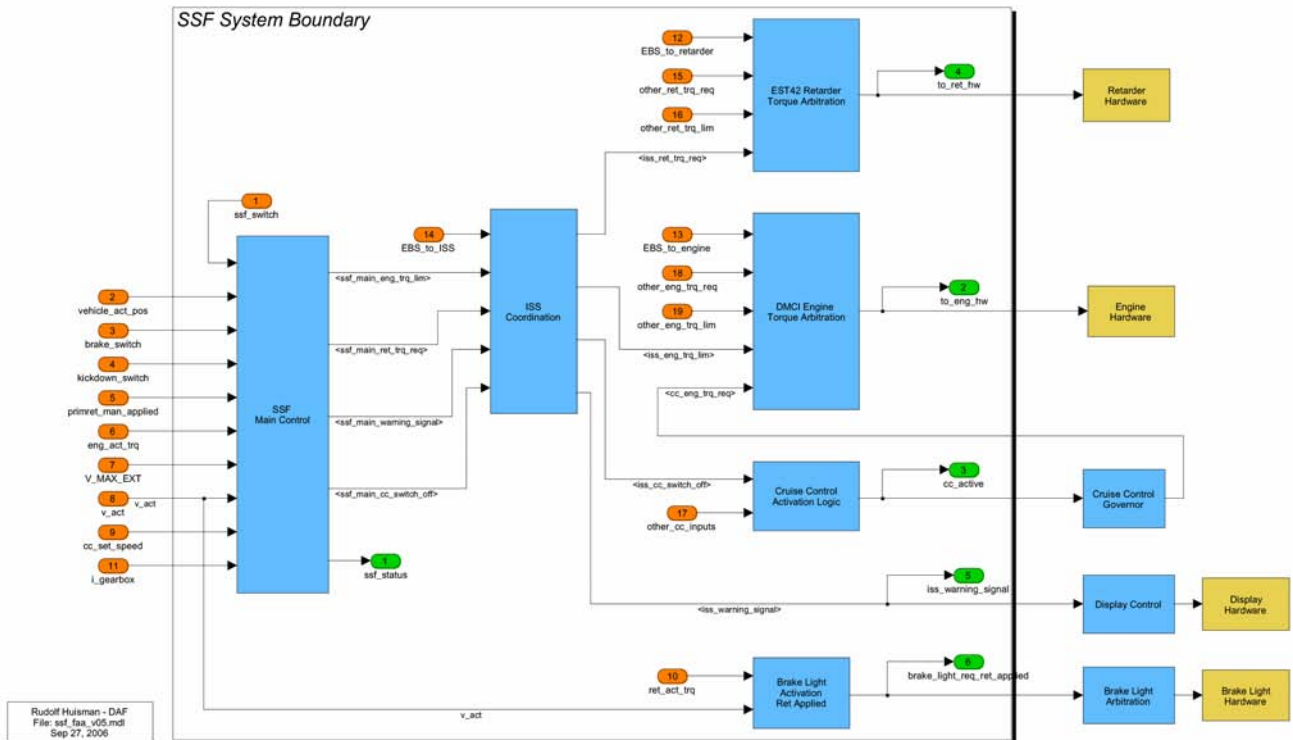 SSF System Boundary
12
EBS_to_retarder
15
other_ret_trq_req
16
other_ret_trq_lim
<iss_ret_trq_req>
EST42 Retarder
Torque Arbitration
4
to_ret_hw
Retarder
Hardware
1
ssf_switch
14
EBS_to_ISS
13
EBS_to_engine
18
other_eng_trq_req
19
other_eng_trq_lim
<iss_eng_trq_lim>
<cc_eng_trq_req>
DMCI Engine
Torque Arbitration
2
to_eng_hw
Engine
Hardware
2
vehicle_act_pos
3
brake_switch
4
kickdown_switch
5
primret_man_applied
6
eng_act_trq
7
V_MAX_EXT
8
v_act
v_act
9
cc_set_speed
11
i_gearbox
SSF
Main Control
<ssf_main_eng_trq_lim>
<ssf_main_ret_trq_req>
<ssf_main_warning_signal>
<ssf_main_cc_switch_off>
1
ssf_status
ISS
Coordination
<iss_cc_switch_off>
17
other_cc_inputs
Cruise Control
Activation Logic
3
cc_active
Cruise Control
Governor
<iss_warning_signal>
5
iss_warning_signal
Display Control
Display
Hardware
10
ret_act_trq
v_act
Brake Light
Activation
Ret Applied
6
brake_light_req_ret_applied
Brake Light
Arbitration
Brake Light
Hardware
Rudolf Huisman - DAF
File: ssf_faa_v05.mdl
Sep 27, 2006